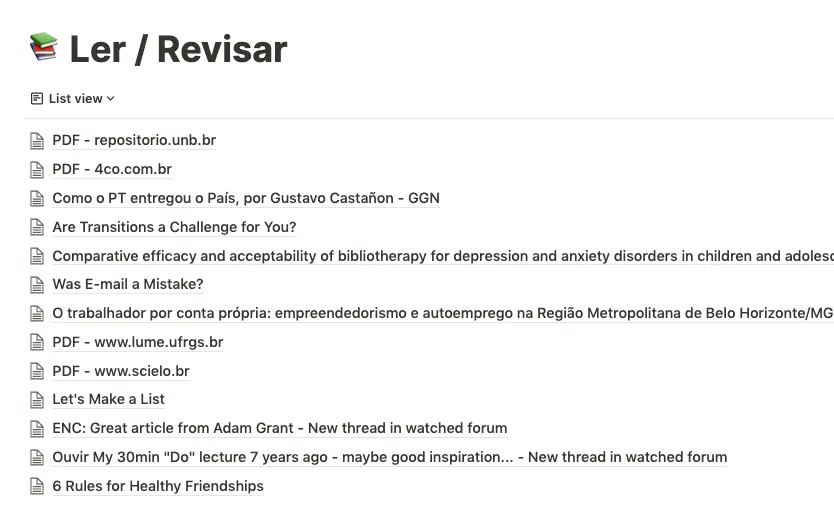 Ler / Revisar
List view
PDF - repositorio.unb.br
PDF - 4co.com.br
Como o PT entregou o País, por Gustavo Castañon - GGN
Are Transitions a Challenge for You?
Comparative efficacy and acceptability of bibliotherapy for depression and anxiety disorders in children and adolesc
Was E-mail a Mistake?
O trabalhador por conta própria: empreendedorismo e autoemprego na Região Metropolitana de Belo Horizonte/MG
PDF - www.lume.ufrgs.br
PDF - www.scielo.br
Let's Make a List
ENC: Great article from Adam Grant - New thread in watched forum
Ouvir My 30min "Do" lecture 7 years ago - maybe good inspiration... - New thread in watched forum
6 Rules for Healthy Friendships